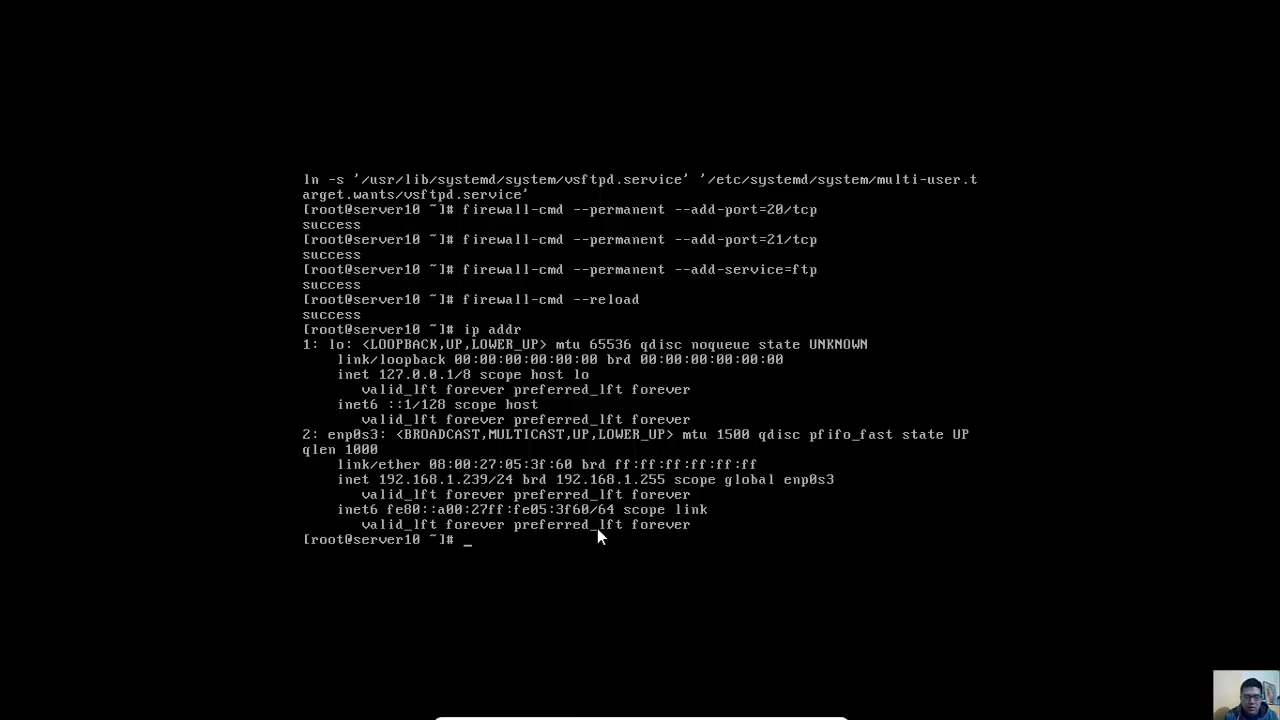 ln -s '/usr/lib/systemd/system/vsftpd.service' '/etc/systemd/system/multi-user.t
arget.wants/vsftpd.service'
[root@server10 ~]# firewall-cmd --permanent --add-port=20/tcp
success
[root@server10 ~]# firewall-cmd --permanent --add-port=21/tcp
success
[root@server10 ~]# firewall-cmd --permanent --add-service=ftp
success
[root@server10 ~]# firewall-cmd --reload
success
[root@server10 ~]# ip addr
1: lo: <LOOPBACK,UP,LOWER_UP> mtu 65536 qdisc noqueue state UNKNOWN
    link/loopback 00:00:00:00:00:00 brd 00:00:00:00:00:00
    inet 127.0.0.1/8 scope host lo
       valid_lft forever preferred_lft forever
    inet6 ::1/128 scope host
       valid_lft forever preferred_lft forever
2: enp0s3: <BROADCAST,MULTICAST,UP,LOWER_UP> mtu 1500 qdisc pfifo_fast state UP
qlen 1000
    link/ether 08:00:27:05:3f:60 brd ff:ff:ff:ff:ff:ff
    inet 192.168.1.239/24 brd 192.168.1.255 scope global enp0s3
       valid_lft forever preferred_lft forever
    inet6 fe80::a00:27ff:fe05:3f60/64 scope link
       valid_lft forever preferred_lft forever
[root@server10 ~]# _